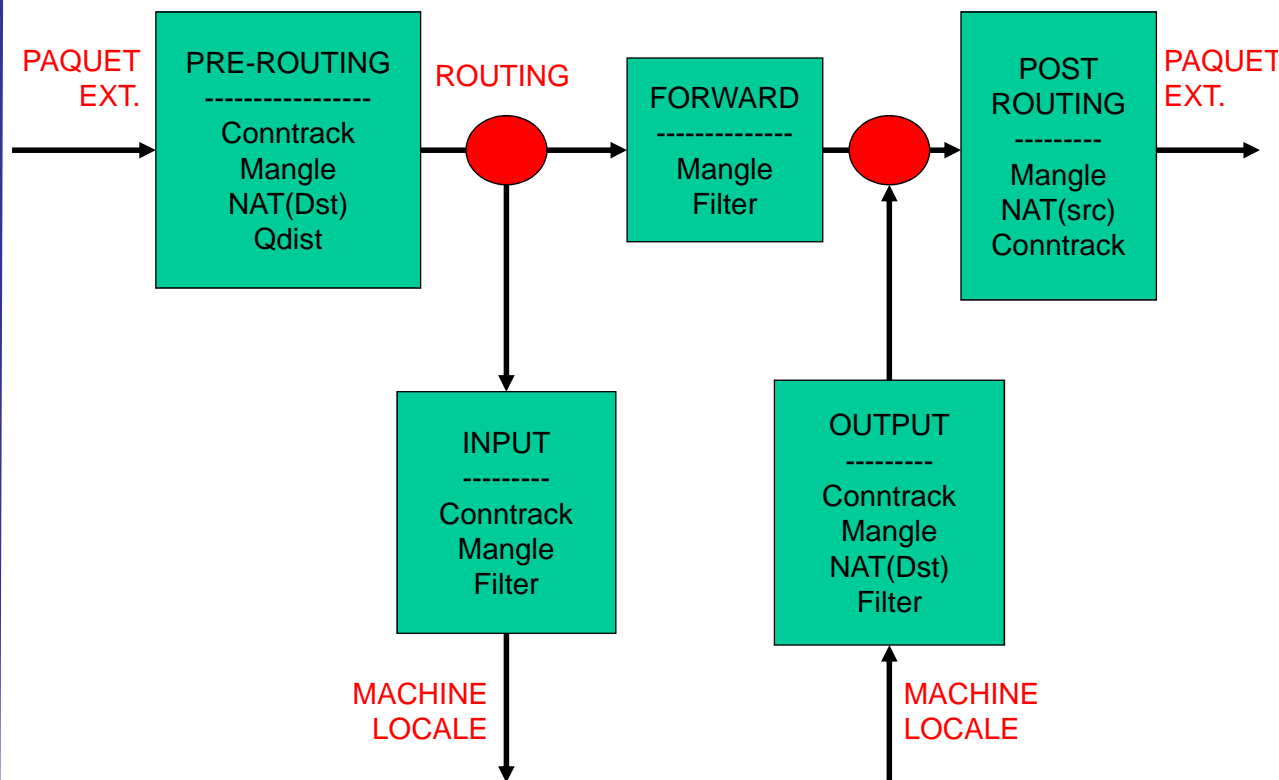 PAQUET
EXT.
PRE-ROUTING
-----------------
Conntrack
Mangle
NAT(Dst)
Qdist
ROUTING
FORWARD
--------------
Mangle
Filter
POST
ROUTING
---------
Mangle
NAT(src)
Conntrack
PAQUET
EXT.
INPUT
---------
Conntrack
Mangle
Filter
OUTPUT
---------
Conntrack
Mangle
NAT(Dst)
Filter
MACHINE
LOCALE
MACHINE
LOCALE